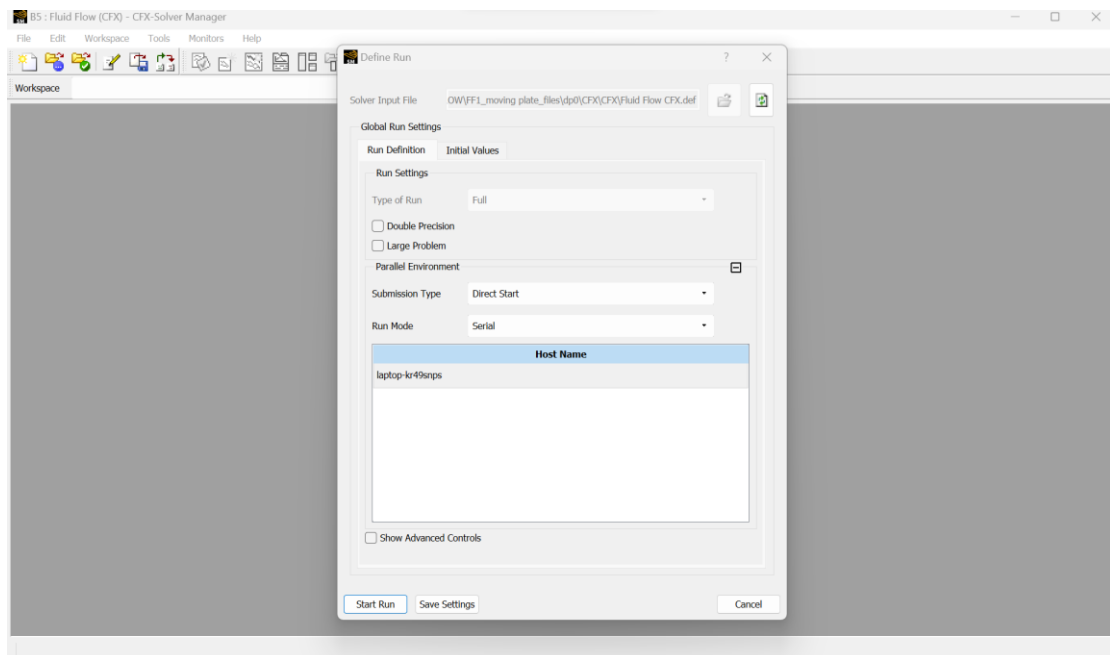 B5 : Fluid Flow (CFX) - CFX-Solver Manager
File Edit Workspace Tools Monitors Help
Workspace
Define Run
Solver Input File OW\FF1_moving plate_files\dp0\CFX\CFX\Fluid Flow CFX.def
Global Run Settings
Run Definition Initial Values
Run Settings
Type of Run Full
Double Precision
Large Problem
Parallel Environment
Submission Type Direct Start
Run Mode Serial
Host Name
laptop-kr49snps
Show Advanced Controls
Start Run Save Settings Cancel